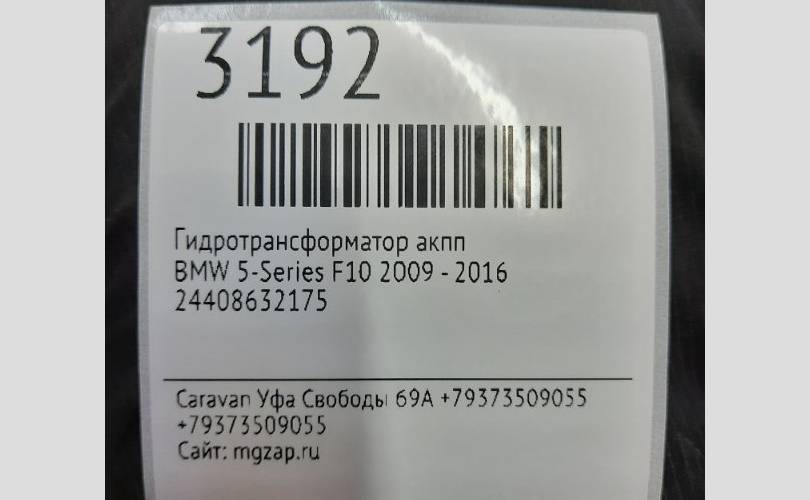 3192
Гидротрансформатор акпп
BMW 5-Series F10 2009 - 2016
24408632175
Caravan Уфа Свободы 69А +79373509055
+79373509055
Сайт: mgzap.ru